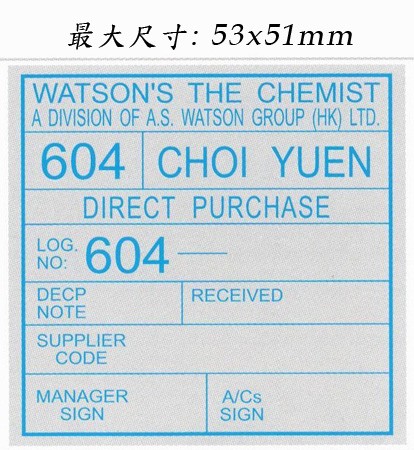 最大尺寸: 53x51mm
WATSON'S THE CHEMIST
A DIVISION OF A.S. WATSON GROUP (HK) LTD.
604 CHOI YUEN
DIRECT PURCHASE
LOG. NO: 604 ——
DECP NOTE
RECEIVED
SUPPLIER CODE
MANAGER SIGN
A/Cs SIGN